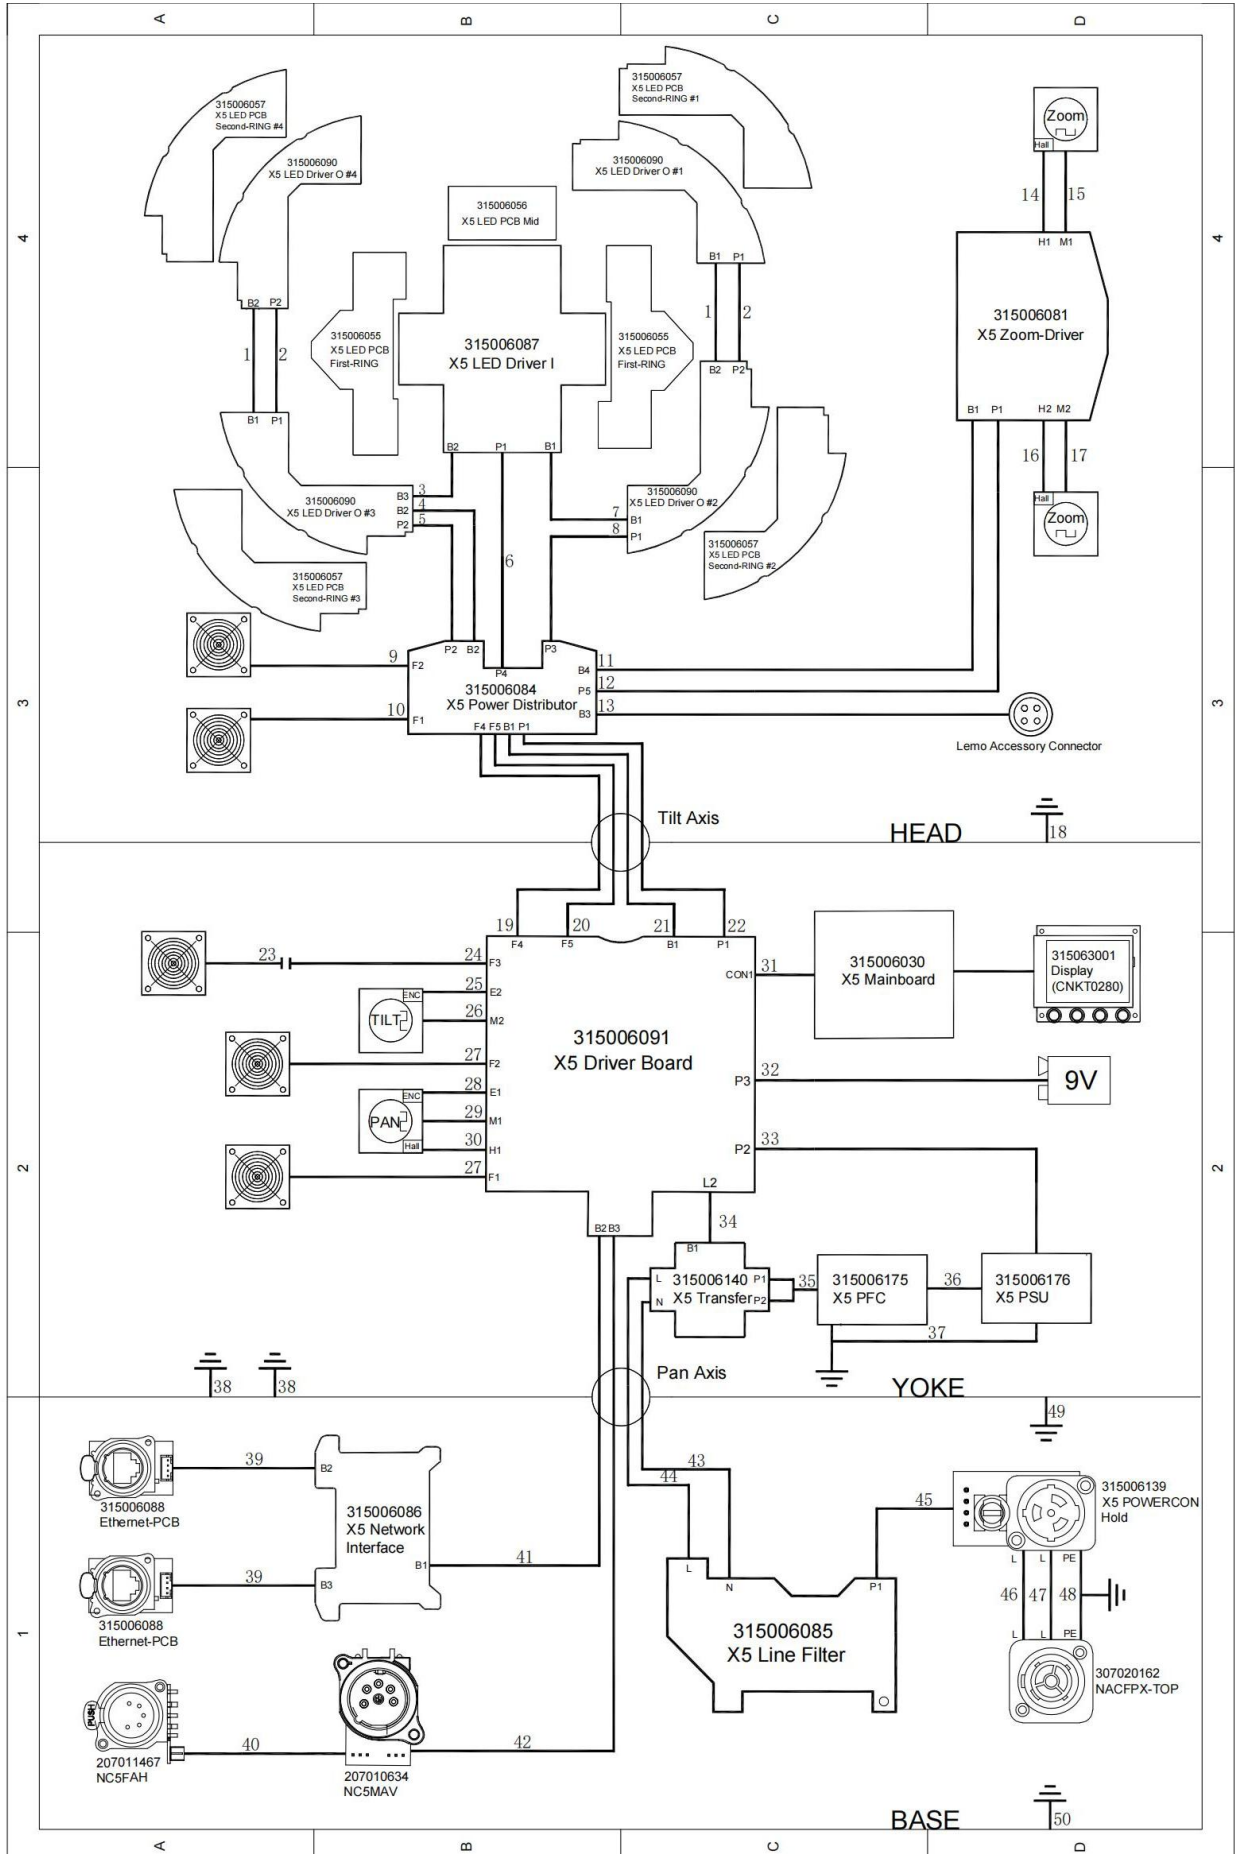 A
B
C
D
315006057
X5 LED PCB
Second-RING #4
315006090
X5 LED Driver O #4
315006056
X5 LED PCB Mid
315006057
X5 LED PCB
Second-RING #1
315006090
X5 LED Driver O #1
Zoom
Hall
14
15
H1 M1
4
4
B2 P2
1
2
B1 P1
315006055
X5 LED PCB
First-RING
315006087
X5 LED Driver I
315006055
X5 LED PCB
First-RING
B1 P1
1
2
B2 P2
315006081
X5 Zoom-Driver
B1 P1
H2 M2
16
17
Hall
Zoom
B2
P1
B1
315006090
X5 LED Driver O #3
B3
B2
P2
3
4
5
6
7
8
B1
P1
315006090
X5 LED Driver O #2
315006057
X5 LED PCB
Second-RING #3
315006057
X5 LED PCB
Second-RING #2
3
3
9
F2
10
F1
P2 B2
P4
P3
315006084
X5 Power Distributor
B4
P5
B3
11
12
13
F4 F5 B1 P1
Lemo Accessory Connector
Tilt Axis
HEAD
18
19
20
21
22
F4
F5
B1
P1
23
24
F3
25
E2
26
M2
ENC
TILT
27
F2
28
E1
29
M1
30
H1
ENC
PAN
Hall
27
F1
315006091
X5 Driver Board
CON1
31
315006030
X5 Mainboard
315063001
Display
(CNKT0280)
P3
32
9V
P2
33
2
2
L2
34
B2 B3
B1
L
N
315006140
X5 Transfer
P1
P2
35
315006175
X5 PFC
36
315006176
X5 PSU
37
38
38
Pan Axis
YOKE
49
39
B2
315006088
Ethernet-PCB
315006086
X5 Network
Interface
B1
41
39
B3
315006088
Ethernet-PCB
43
44
45
315006139
X5 POWERCON
Hold
L L PE
46
47
48
L L PE
307020162
NACFPX-TOP
L
N
P1
315006085
X5 Line Filter
1
1
PUSH
207011467
NC5FAH
40
207010634
NC5MAV
42
BASE
50
A
B
C
D